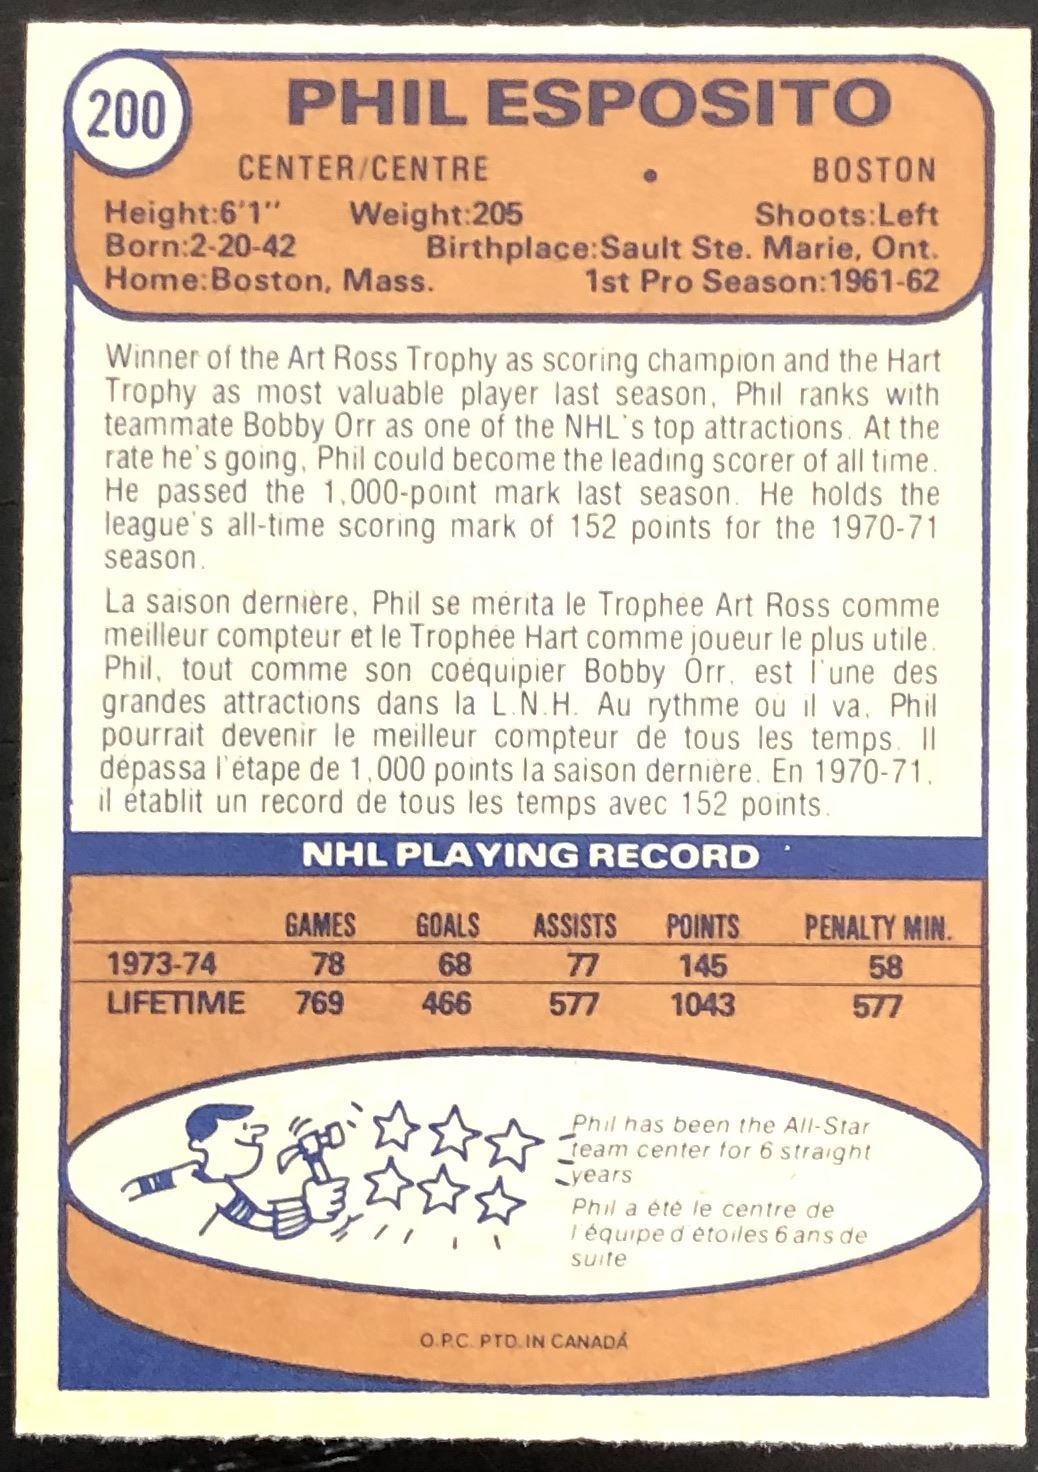 200
PHIL ESPOSITO
CENTER/CENTRE • BOSTON
Height:6'1" Weight:205 Shoots:Left
Born:2-20-42 Birthplace:Sault Ste. Marie, Ont.
Home:Boston, Mass. 1st Pro Season:1961-62
Winner of the Art Ross Trophy as scoring champion and the Hart
Trophy as most valuable player last season, Phil ranks with
teammate Bobby Orr as one of the NHL's top attractions. At the
rate he's going, Phil could become the leading scorer of all time.
He passed the 1,000-point mark last season. He holds the
league's all-time scoring mark of 152 points for the 1970-71
season.
La saison dernière, Phil se mérita le Trophée Art Ross comme
meilleur compteur et le Trophée Hart comme joueur le plus utile.
Phil, tout comme son coéquipier Bobby Orr, est l'une des
grandes attractions dans la L.N.H. Au rythme où il va, Phil
pourrait devenir le meilleur compteur de tous les temps. Il
dépassa l'étape de 1,000 points la saison dernière. En 1970-71,
il établit un record de tous les temps avec 152 points.
NHL PLAYING RECORD
GAMES GOALS ASSISTS POINTS PENALTY MIN.
1973-74 78 68 77 145 58
LIFETIME 769 466 577 1043 577
Phil has been the All-Star
team center for 6 straight
years
Phil a été le centre de
l'équipe d'étoiles 6 ans de
suite
O.P.C. PTD. IN CANADA